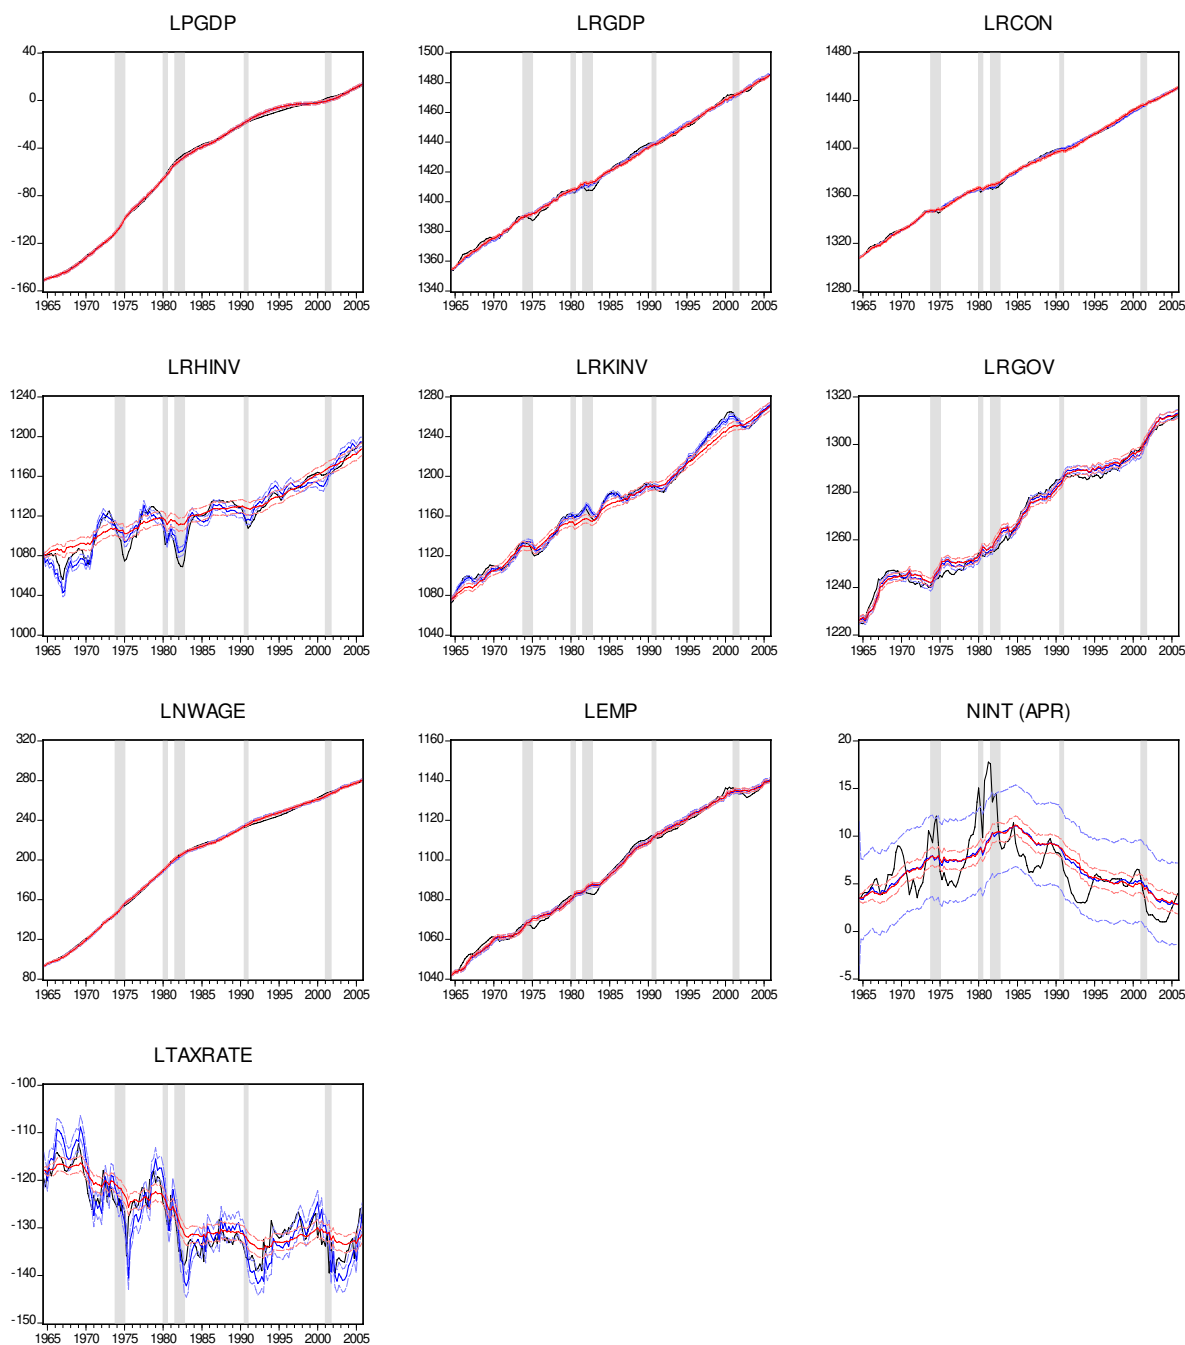 LPGDP LRGDP LRCON
40 1500 1480
0 1480 1440
-40 1460 1400
-80 1440 1360
-120 1420 1320
-160 1400 1280
1380
1360
1340
1965 1970 1975 1980 1985 1990 1995 2000 2005 1965 1970 1975 1980 1985 1990 1995 2000 2005 1965 1970 1975 1980 1985 1990 1995 2000 2005
LRHINV LRKINV LRGOV
1240 1280 1320
1200 1240 1300
1160 1200 1280
1120 1160 1260
1080 1120 1240
1040 1080 1220
1000 1040
1965 1970 1975 1980 1985 1990 1995 2000 2005 1965 1970 1975 1980 1985 1990 1995 2000 2005 1965 1970 1975 1980 1985 1990 1995 2000 2005
LNWAGE LEMP NINT (APR)
320 1160 20
280 1140 15
240 1120 10
200 1100 5
160 1080 0
120 1060 -5
80 1040
1965 1970 1975 1980 1985 1990 1995 2000 2005 1965 1970 1975 1980 1985 1990 1995 2000 2005 1965 1970 1975 1980 1985 1990 1995 2000 2005
LTAXRATE
-100
-110
-120
-130
-140
-150
1965 1970 1975 1980 1985 1990 1995 2000 2005